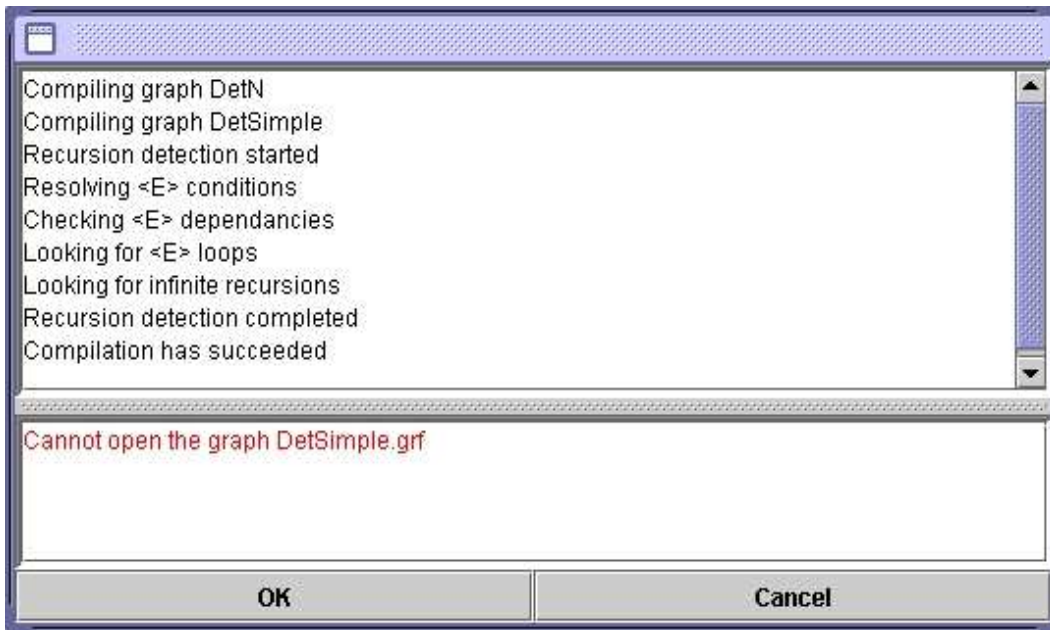 Compiling graph DetN
Compiling graph DetSimple
Recursion detection started
Resolving <E> conditions
Checking <E> dependancies
Looking for <E> loops
Looking for infinite recursions
Recursion detection completed
Compilation has succeeded
Cannot open the graph DetSimple.grf
OK
Cancel